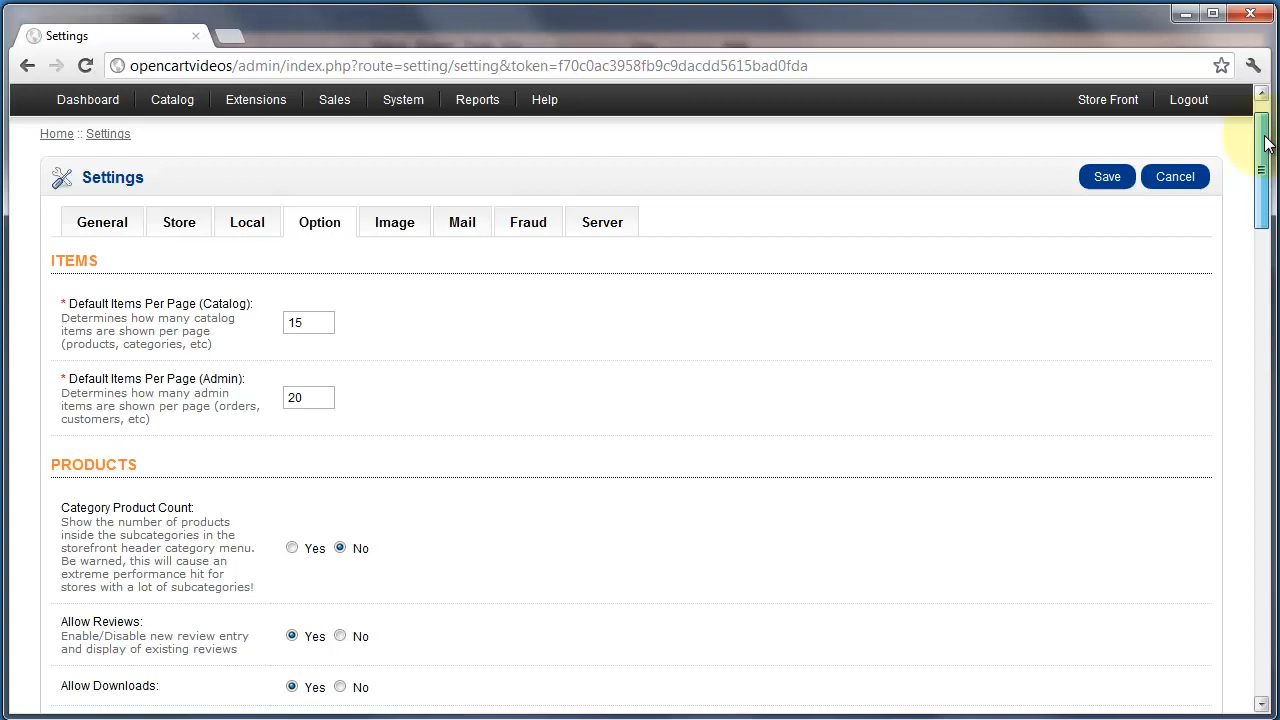 Settings
opencartvideos/admin/index.php?route=setting/setting&token=f70c0ac3958fb9c9dacdd5615bad0fda
Dashboard Catalog Extensions Sales System Reports Help Store Front Logout
Home :: Settings
Settings Save Cancel
General Store Local Option Image Mail Fraud Server
ITEMS
* Default Items Per Page (Catalog):
Determines how many catalog
items are shown per page
(products, categories, etc)
15
* Default Items Per Page (Admin):
Determines how many admin
items are shown per page (orders,
customers, etc)
20
PRODUCTS
Category Product Count:
Show the number of products
inside the subcategories in the
storefront header category menu.
Be warned, this will cause an
extreme performance hit for
stores with a lot of subcategories!
Yes No
Allow Reviews:
Enable/Disable new review entry
and display of existing reviews
Yes No
Allow Downloads: Yes No